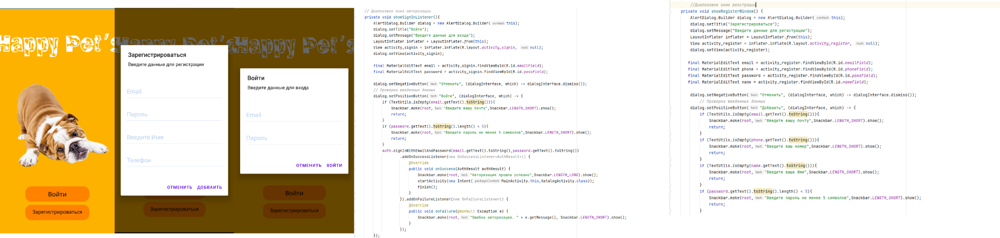 Happy Pet's
Войти
Зарегистрироваться
Happy Pet's
Зарегистрироваться
Введите данные для регистрации
Email
Пароль
Введите Имя
Телефон
ОТМЕНИТЬ ДОБВАИТЬ
Зарегистрироваться
Happy Pet's
Войти
Введите данные для входа
Email
Пароль
ОТМЕНИТЬ ВОЙТИ
Войти
Зарегистрироваться
// Диалоговое окно авторизации
private void showSignInListener(){
AlertDialog.Builder dialog = new AlertDialog.Builder( context: this);
dialog.setTitle("Войти");
dialog.setMessage("Введите данные для входа");
LayoutInflater inflater = LayoutInflater.from(this);
View activity_signin = inflater.inflate(R.layout.activity_signin, root: null);
dialog.setView(activity_signin);
final MaterialEditText email = activity_signin.findViewById(R.id.emailField);
final MaterialEditText password = activity_signin.findViewById(R.id.passField);
dialog.setNegativeButton( text: "Отменить", (dialogInterface, which) -> dialogInterface.dismiss());
// Проверка введенных данных
dialog.setPositiveButton( text: "Войти", (dialogInterface, which) -> {
if (TextUtils.isEmpty(email.getText().toString())){
Snackbar.make(root, text: "Введите вашу почту",Snackbar.LENGTH_SHORT).show();
return;
}
if (password.getText().toString().length() < 5){
Snackbar.make(root, text: "Введите пароль не менее 5 символов",Snackbar.LENGTH_SHORT).show();
return;
}
auth.signInWithEmailAndPassword(email.getText().toString(),password.getText().toString())
.addOnSuccessListener(new OnSuccessListener<AuthResult>() {
@Override
public void onSuccess(AuthResult authResult) {
Snackbar.make(root, text: "Авторизация прошла успешно",Snackbar.LENGTH_LONG).show();
startActivity(new Intent( packageContext: MainActivity.this,KatalogActivity.class));
finish();
}
}).addOnFailureListener(new OnFailureListener() {
@Override
public void onFailure(@NonNull Exception e) {
Snackbar.make(root, text: "Ошибка авторизации. " + e.getMessage(), Snackbar.LENGTH_SHORT).show();
}
});
});
//Диалоговое окно регстрации
private void showRegisterWindow() {
AlertDialog.Builder dialog = new AlertDialog.Builder( context: this);
dialog.setTitle("Зарегистрироваться");
dialog.setMessage("Введите данные для регистрации");
LayoutInflater inflater = LayoutInflater.from(this);
View activity_register = inflater.inflate(R.layout.activity_register, root: null);
dialog.setView(activity_register);
final MaterialEditText email = activity_register.findViewById(R.id.emailField);
final MaterialEditText phone = activity_register.findViewById(R.id.phoneField);
final MaterialEditText password = activity_register.findViewById(R.id.passField);
final MaterialEditText name = activity_register.findViewById(R.id.nameField);
dialog.setNegativeButton( text: "Отменить", (dialogInterface, which) -> dialogInterface.dismiss());
// Проверка введенных данных
dialog.setPositiveButton( text: "Добваить", (dialogInterface, which) -> {
if (TextUtils.isEmpty(email.getText().toString())){
Snackbar.make(root, text: "Введите вашу почту",Snackbar.LENGTH_SHORT).show();
return;
}
if (TextUtils.isEmpty(phone.getText().toString())){
Snackbar.make(root, text: "Введите ваш номер",Snackbar.LENGTH_SHORT).show();
return;
}
if (TextUtils.isEmpty(name.getText().toString())){
Snackbar.make(root, text: "Введите ваше Имя",Snackbar.LENGTH_SHORT).show();
return;
}
if (password.getText().toString().length() < 5){
Snackbar.make(root, text: "Введите пароль не менее 5 символов",Snackbar.LENGTH_SHORT).show();
return;
}